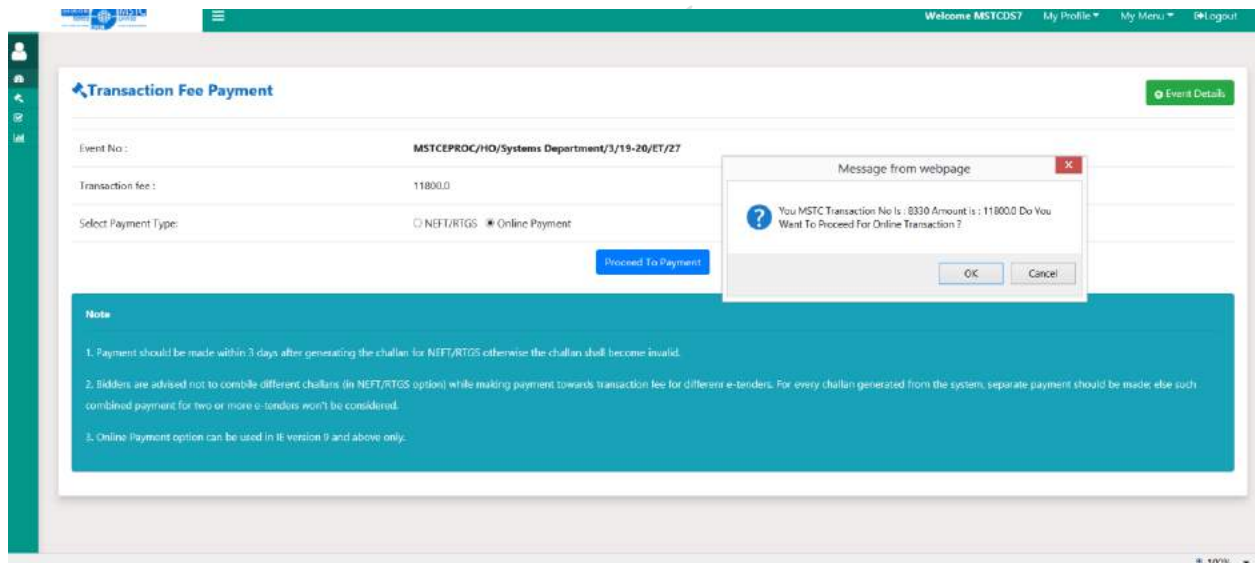 MSTC
Welcome MSTCDS7 My Profile My Menu Logout
Transaction Fee Payment
Event Details
Event No :
MSTCEPROC/HO/Systems Department/3/19-20/ET/27
Transaction fee :
11800.0
Select Payment Type:
NEFT/RTGS Online Payment
Proceed To Payment
Message from webpage
x
You MSTC Transaction No Is : 8330 Amount is : 11800.0 Do You
Want To Proceed For Online Transaction ?
OK Cancel
Note
1. Payment should be made within 3 days after generating the challan for NEFT/RTGS otherwise the challan shall become invalid.
2. Bidders are advised not to combile different challans (in NEFT/RTGS option) while making payment towards transaction fee for different e-tenders. For every challan generated from the system, separate payment should be made; else such
combined payment for two or more e-tenders won't be considered.
3. Online Payment option can be used in IE version 9 and above only.
100%